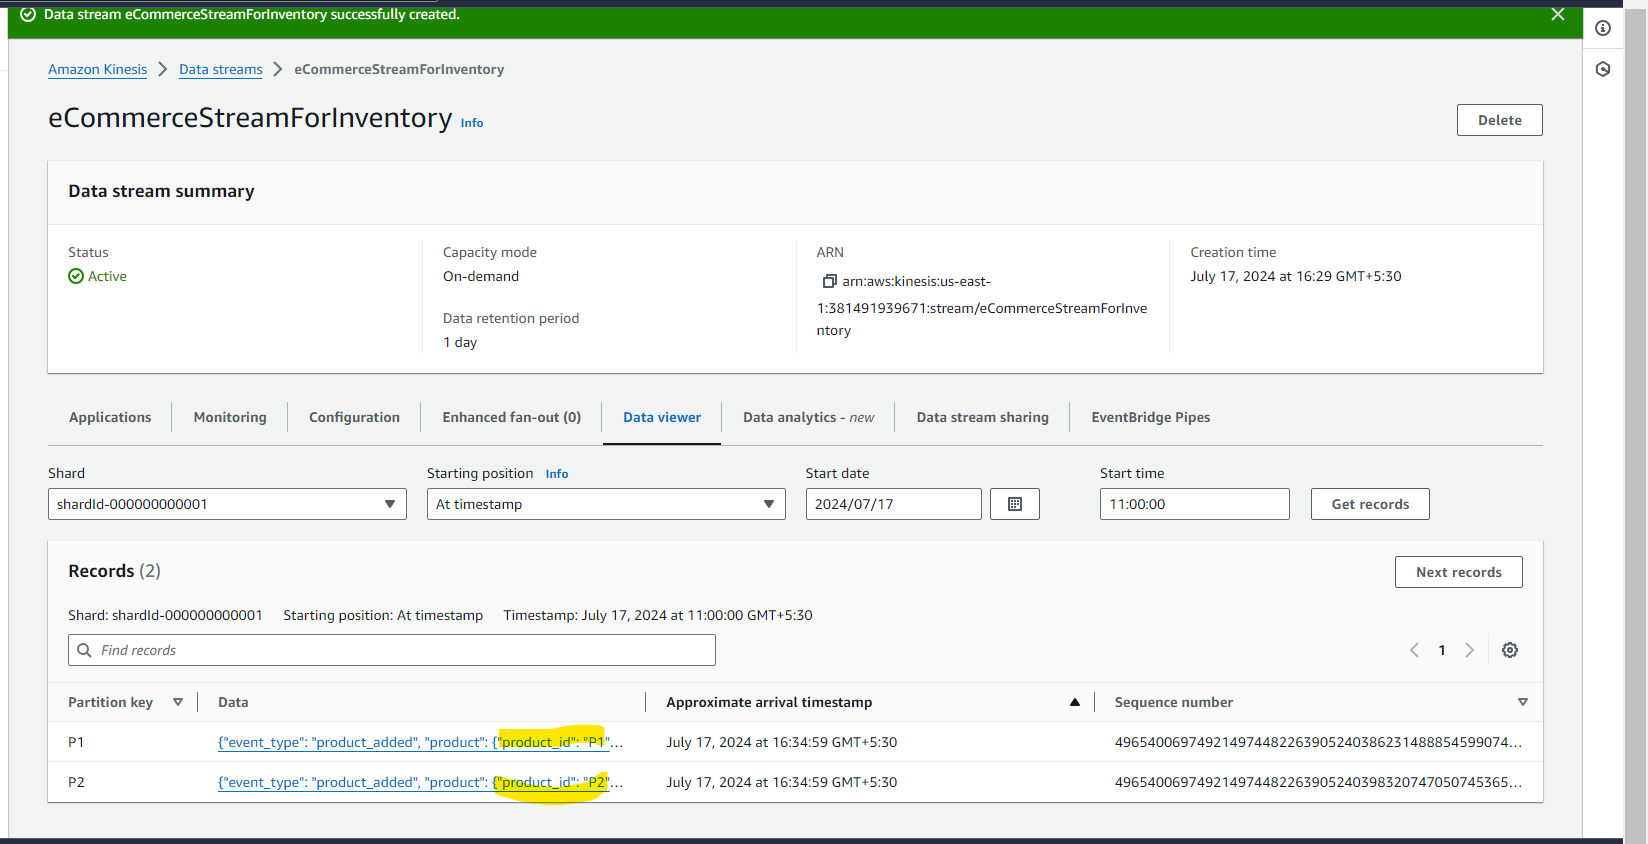 Data stream eCommerceStreamForInventory successfully created.
Amazon Kinesis
Data streams
eCommerceStreamForInventory
eCommerceStreamForInventory Info
Delete
Data stream summary
Status
Active
Capacity mode
On-demand
Data retention period
1 day
ARN
arn:aws:kinesis:us-east-
1:381491939671:stream/eCommerceStreamForInve
ntory
Creation time
July 17, 2024 at 16:29 GMT+5:30
Applications
Monitoring
Configuration
Enhanced fan-out (0)
Data viewer
Data analytics - new
Data stream sharing
EventBridge Pipes
Shard
shardId-000000000001
Starting position Info
At timestamp
Start date
2024/07/17
Start time
11:00:00
Get records
Records (2)
Next records
Shard: shardId-000000000001 Starting position: At timestamp Timestamp: July 17, 2024 at 11:00:00 GMT+5:30
Find records
1
Partition key Data Approximate arrival timestamp Sequence number
P1 {"event_type": "product_added", "product": {"product_id": "P1"... July 17, 2024 at 16:34:59 GMT+5:30 496540069749214974482263905240386231488854599074...
P2 {"event_type": "product_added", "product": {"product_id": "P2"... July 17, 2024 at 16:34:59 GMT+5:30 49654006974921497448226390524039832074705074536​5...